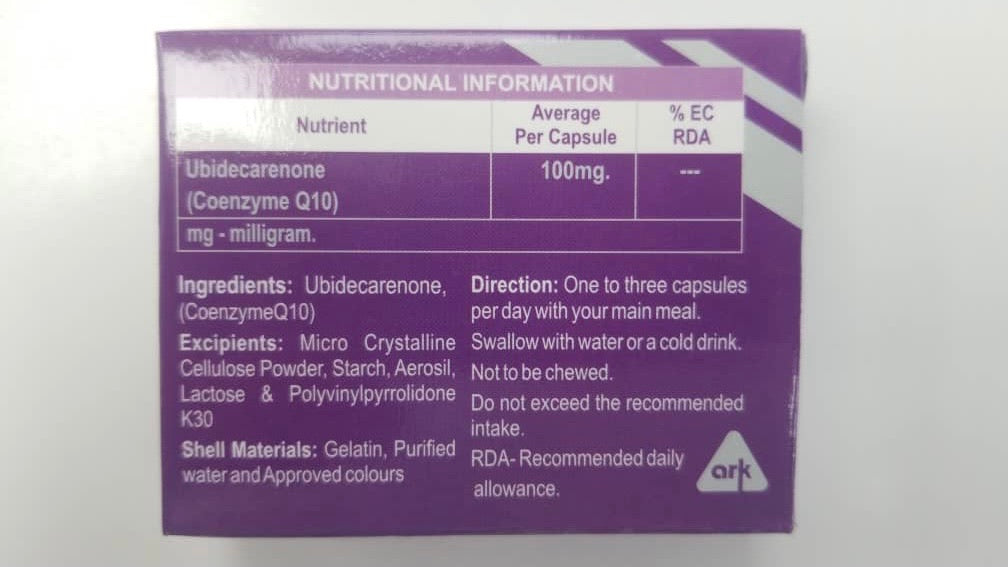 NUTRITIONAL INFORMATION
Nutrient
Average
Per Capsule
% EC
RDA
Ubidecarenone
(Coenzyme Q10)
100mg.
---
mg - milligram.
Ingredients: Ubidecarenone,
(CoenzymeQ10)
Excipients: Micro Crystalline
Cellulose Powder, Starch, Aerosil,
Lactose & Polyvinylpyrrolidone
K30
Shell Materials: Gelatin, Purified
water and Approved colours
Direction: One to three capsules
per day with your main meal.
Swallow with water or a cold drink.
Not to be chewed.
Do not exceed the recommended
intake.
RDA- Recommended daily
allowance.
ark